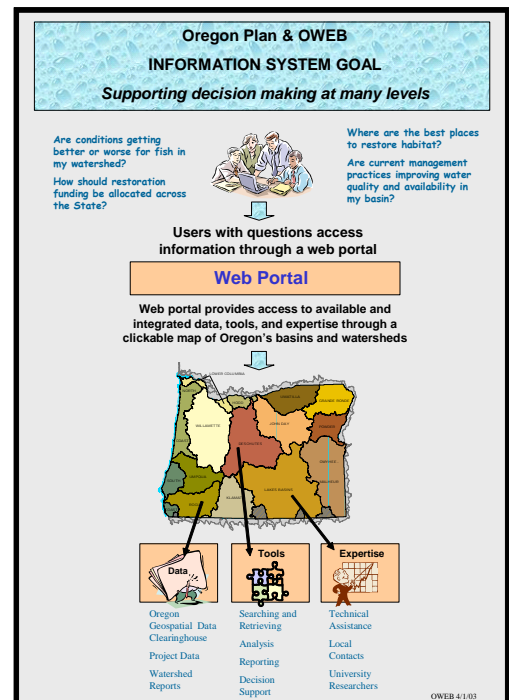 Oregon Plan & OWEB
INFORMATION SYSTEM GOAL
Supporting decision making at many levels
Are conditions getting
better or worse for fish in
my watershed?
How should restoration
funding be allocated across
the State?
Where are the best places
to restore habitat?
Are current management
practices improving water
quality and availability in
my basin?
Users with questions access
information through a web portal
Web Portal
Web portal provides access to available and
integrated data, tools, and expertise through a
clickable map of Oregon's basins and watersheds
LOWER COLUMBIA
NORTH
COAST
WILLAMETTE
HOOD
UMATILLA
GRANDE RONDE
JOHN DAY
POWDER
DESCHUTES
OWYHEE
MALHEUR
SOUTH
UMPQUA
LAKES BASINS
KLAMATH
Data
Tools
Expertise
Oregon
Geospatial Data
Clearinghouse
Project Data
Watershed
Reports
Searching and
Retrieving
Analysis
Reporting
Decision
Support
Technical
Assistance
Local
Contacts
University
Researchers
OWEB 4/1/03